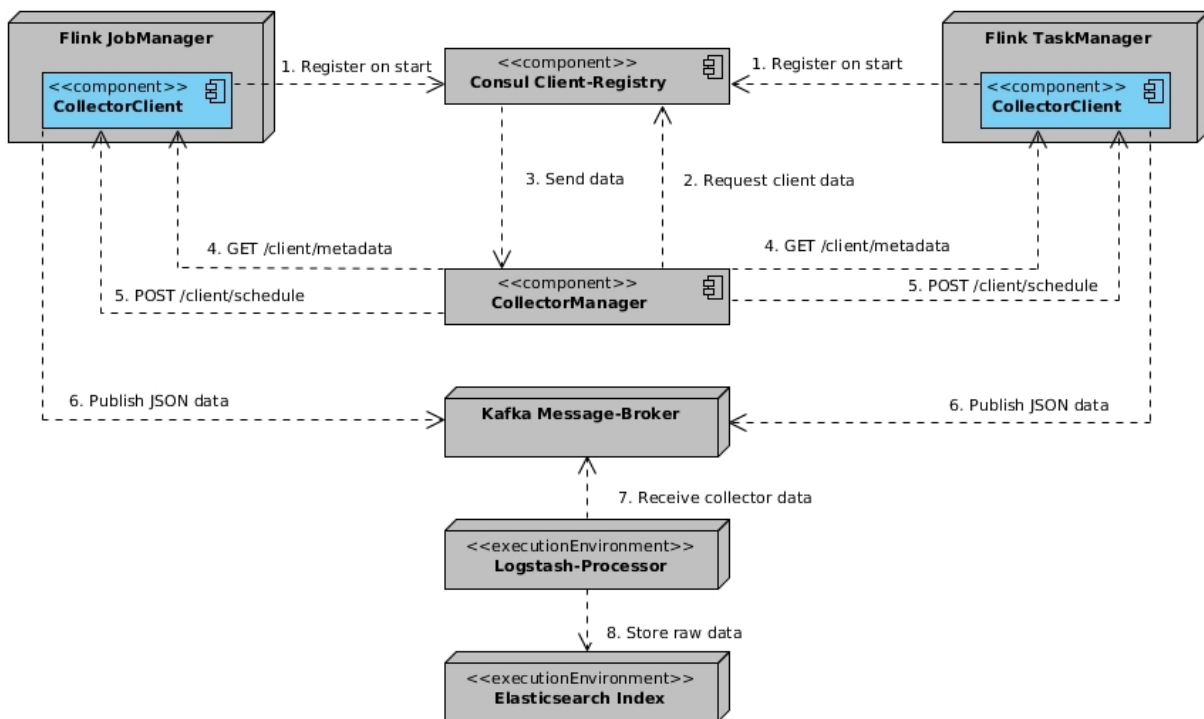 Flink JobManager
<<component>>
CollectorClient
1. Register on start
<<component>>
Consul Client-Registry
1. Register on start
Flink TaskManager
<<component>>
CollectorClient
3. Send data
2. Request client data
4. GET /client/metadata
4. GET /client/metadata
5. POST /client/schedule
<<component>>
CollectorManager
5. POST /client/schedule
6. Publish JSON data
Kafka Message-Broker
6. Publish JSON data
7. Receive collector data
<<executionEnvironment>>
Logstash-Processor
8. Store raw data
<<executionEnvironment>>
Elasticsearch Index